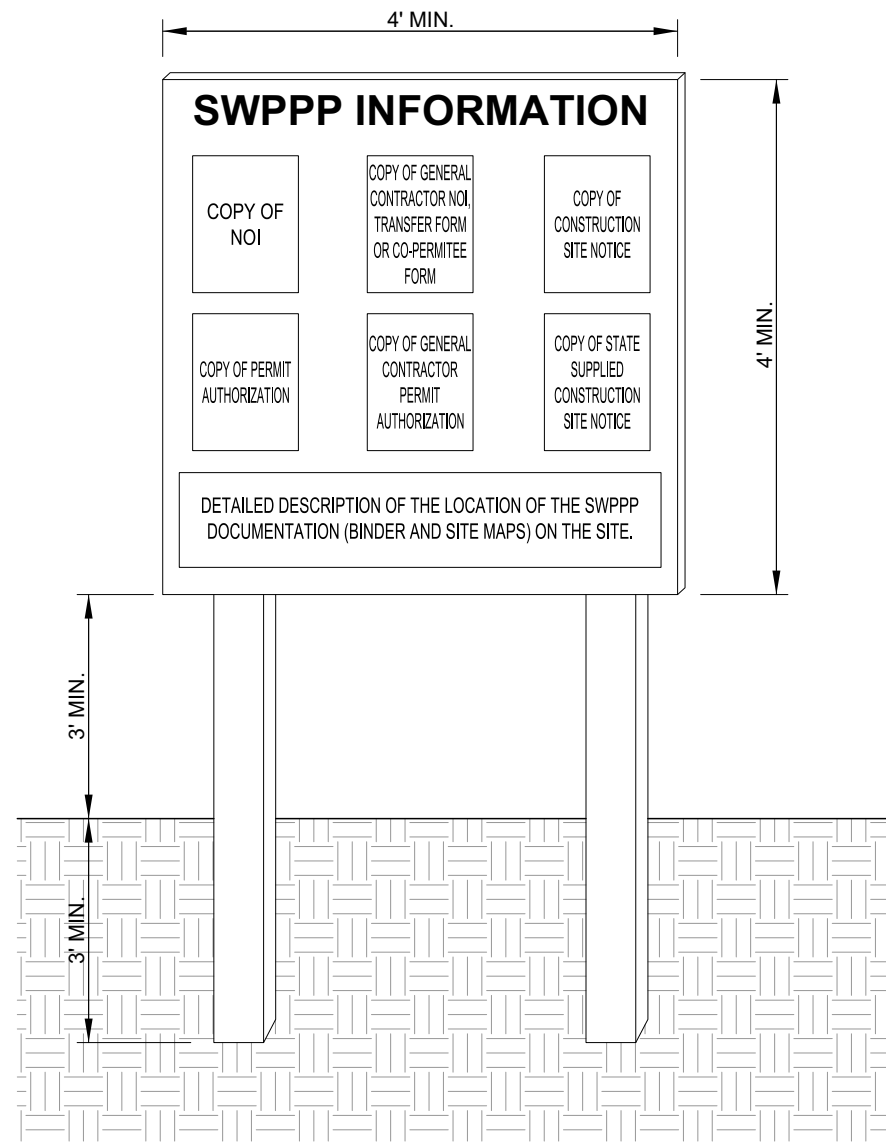 4' MIN.
SWPPP INFORMATION
COPY OF
NOI
COPY OF GENERAL
CONTRACTOR NOI,
TRANSFER FORM
OR CO-PERMITEE
FORM
COPY OF
CONSTRUCTION
SITE NOTICE
COPY OF PERMIT
AUTHORIZATION
COPY OF GENERAL
CONTRACTOR
PERMIT
AUTHORIZATION
COPY OF STATE
SUPPLIED
CONSTRUCTION
SITE NOTICE
DETAILED DESCRIPTION OF THE LOCATION OF THE SWPPP
DOCUMENTATION (BINDER AND SITE MAPS) ON THE SITE.
4' MIN.
3' MIN.
3' MIN.